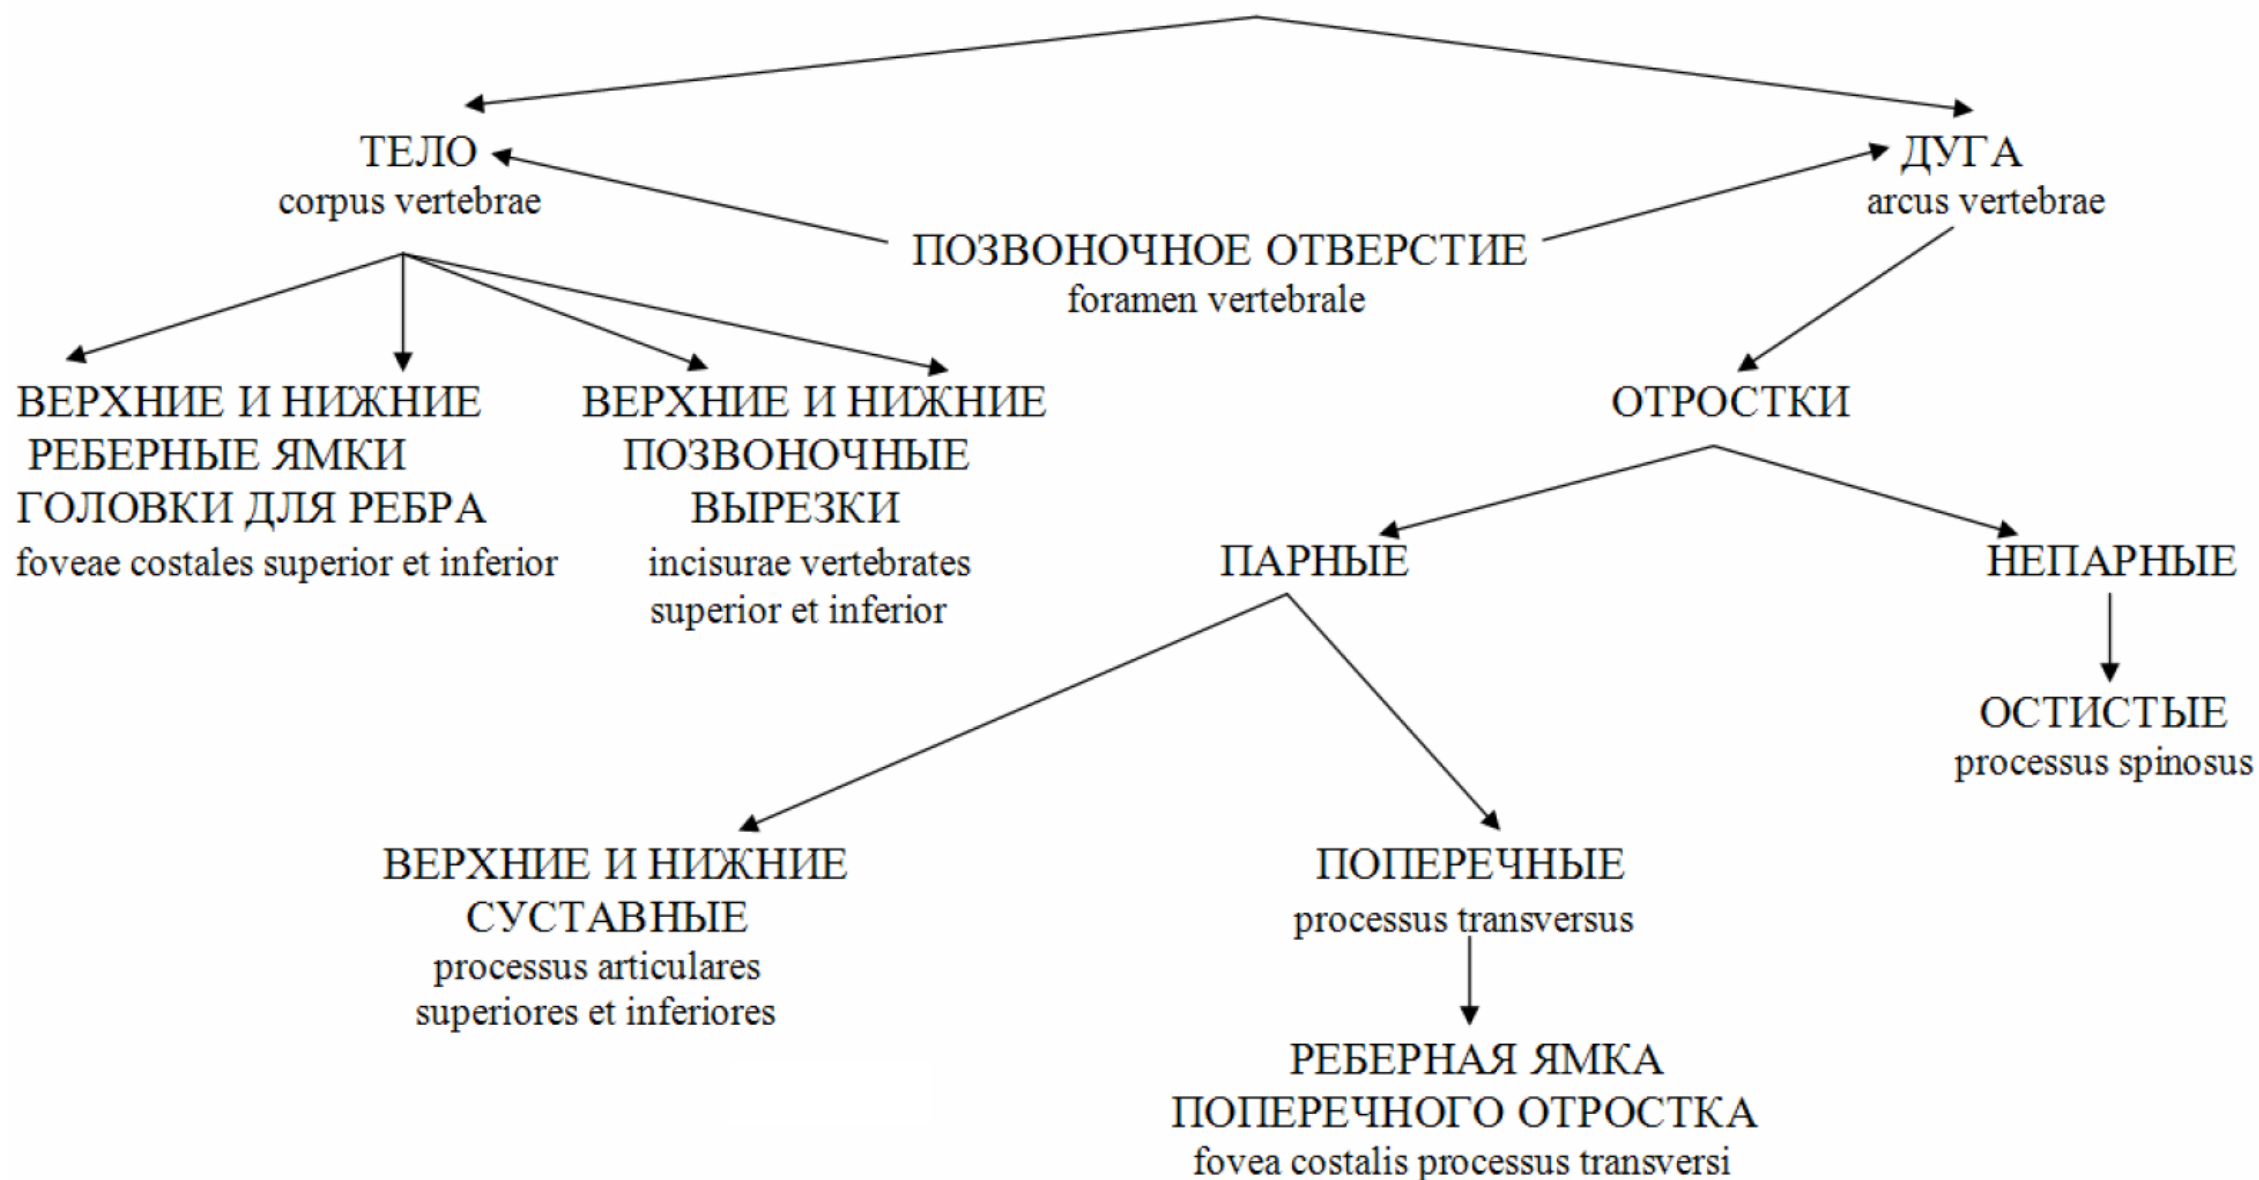 ТЕЛО
corpus vertebrae
ДУГА
arcus vertebrae
ПОЗВОНОЧНОЕ ОТВЕРСТИЕ
foramen vertebrale
ВЕРХНИЕ И НИЖНИЕ
РЕБЕРНЫЕ ЯМКИ
ГОЛОВКИ ДЛЯ РЕБРА
foveae costales superior et inferior
ВЕРХНИЕ И НИЖНИЕ
ПОЗВОНОЧНЫЕ
ВЫРЕЗКИ
incisurae vertebrates
superior et inferior
ОТРОСТКИ
ПАРНЫЕ
НЕПАРНЫЕ
ОСТИСТЫЕ
processus spinosus
ВЕРХНИЕ И НИЖНИЕ
СУСТАВНЫЕ
processus articulares
superiores et inferiores
ПОПЕРЕЧНЫЕ
processus transversus
РЕБЕРНАЯ ЯМКА
ПОПЕРЕЧНОГО ОТРОСТКА
fovea costalis processus transversi